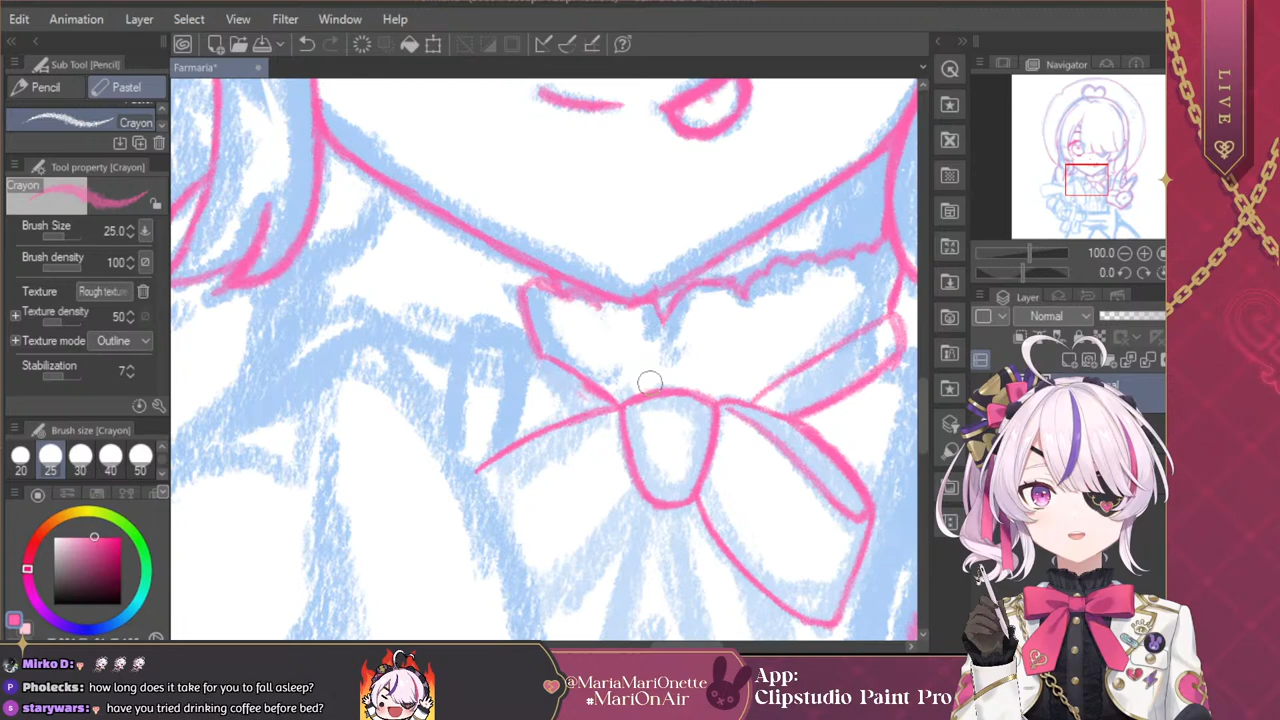 Edit Animation Layer Select View Filter Window Help
Sub Tool [Pencil]
Farmaria*
Navigator
Pencil Pastel
Crayon
Tool property [Crayon]
Crayon
Brush Size 25.0
Brush density 100
Texture Rough texture
Texture density 50
Texture mode Outline
Stabilization 7
Brush size [Crayon]
20 25 30 40 50
100.0
0.0
Layer
Normal
LIVE
Mirko D:
Pholecks: how long does it take for you to fall asleep?
starywars: have you tried drinking coffee before bed?
@MariaMariOnette
#MariOnAir
App:
Clipstudio Paint Pro